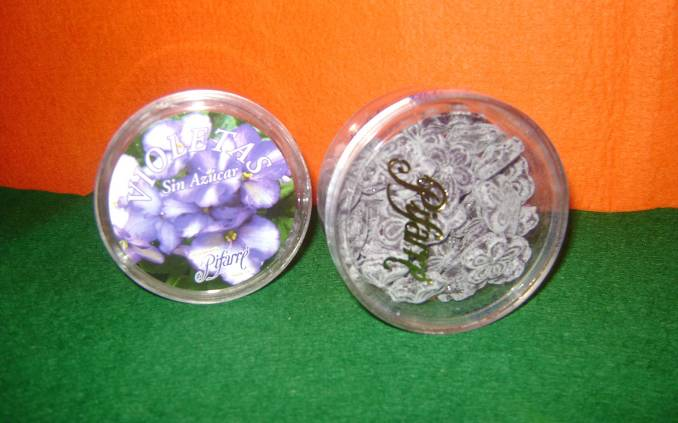 VIOLETAS
Sin Azúcar
Pifarré
Pifarré